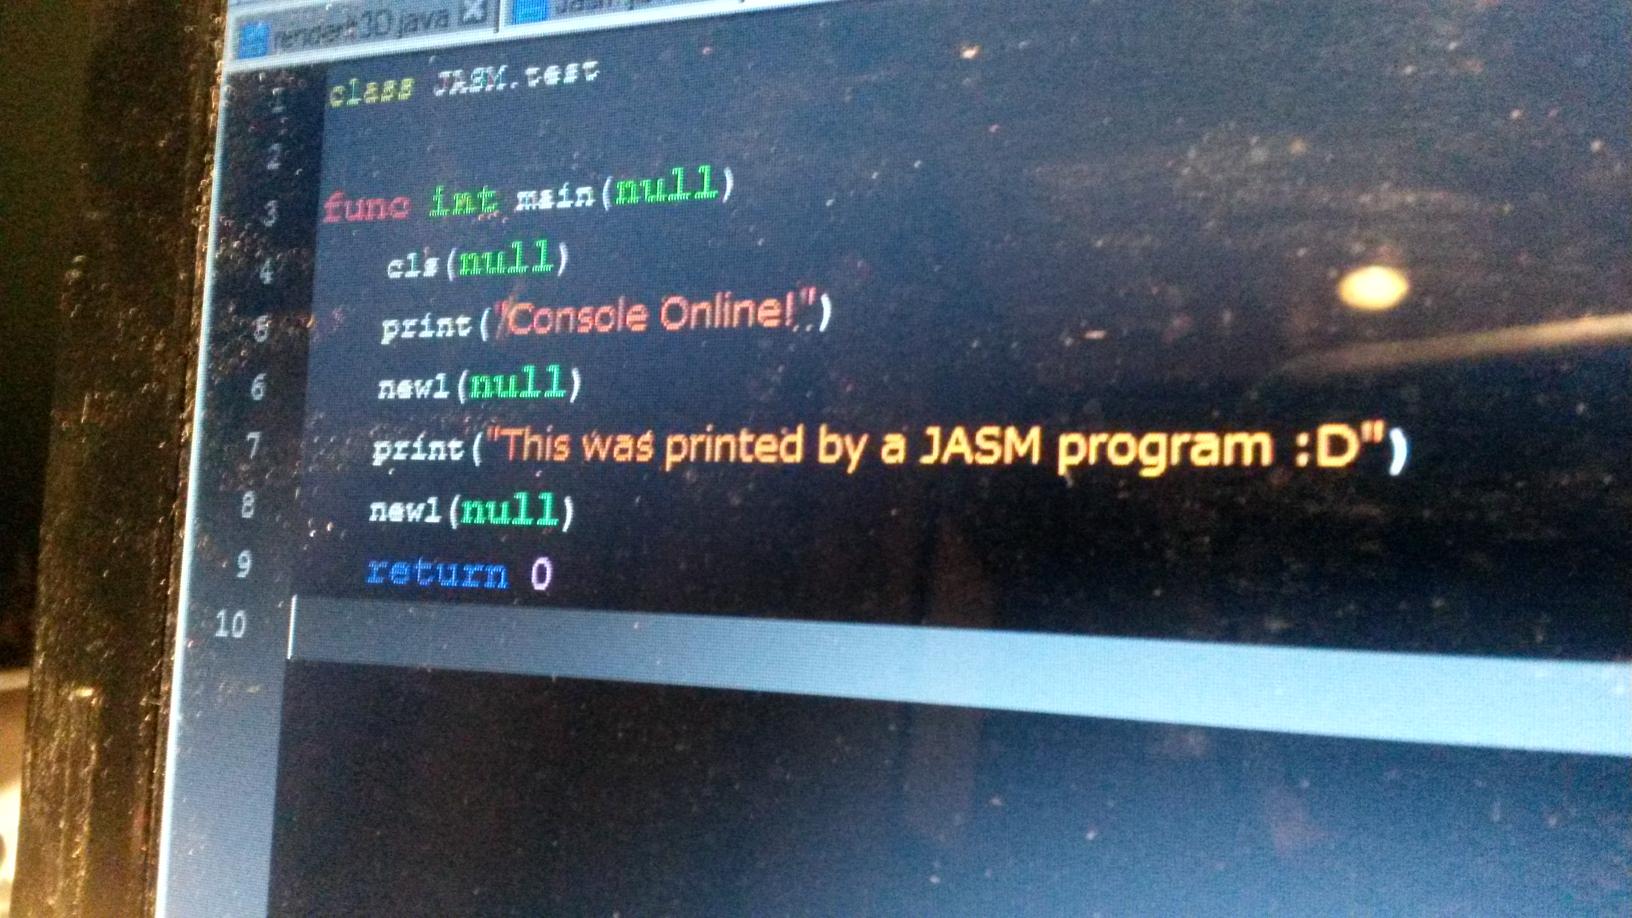 render3D.java
1 class JASM.test
2
3 func int main(null)
4 cls(null)
5 print("Console Online!")
6 newl(null)
7 print("This was printed by a JASM program :D")
8 newl(null)
9 return 0
10